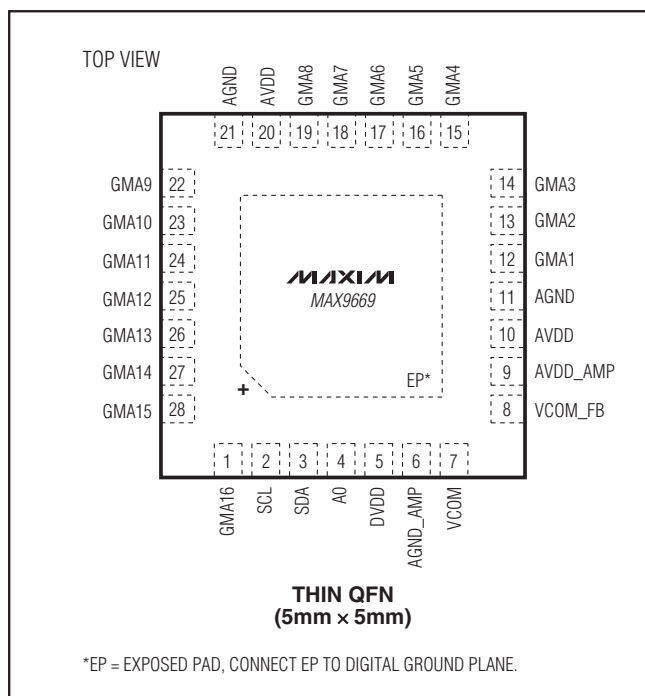 TOP VIEW
AGND
AVDD
GMA8
GMA7
GMA6
GMA5
GMA4
21 20 19 18 17 16 15
GMA9 22
GMA10 23
GMA11 24
GMA12 25
GMA13 26
GMA14 27
GMA15 28
MAXIM
MAX9669
EP*
+
14 GMA3
13 GMA2
12 GMA1
11 AGND
10 AVDD
9 AVDD_AMP
8 VCOM_FB
1 2 3 4 5 6 7
GMA16
SCL
SDA
A0
DVDD
AGND_AMP
VCOM
THIN QFN
(5mm × 5mm)
*EP = EXPOSED PAD, CONNECT EP TO DIGITAL GROUND PLANE.